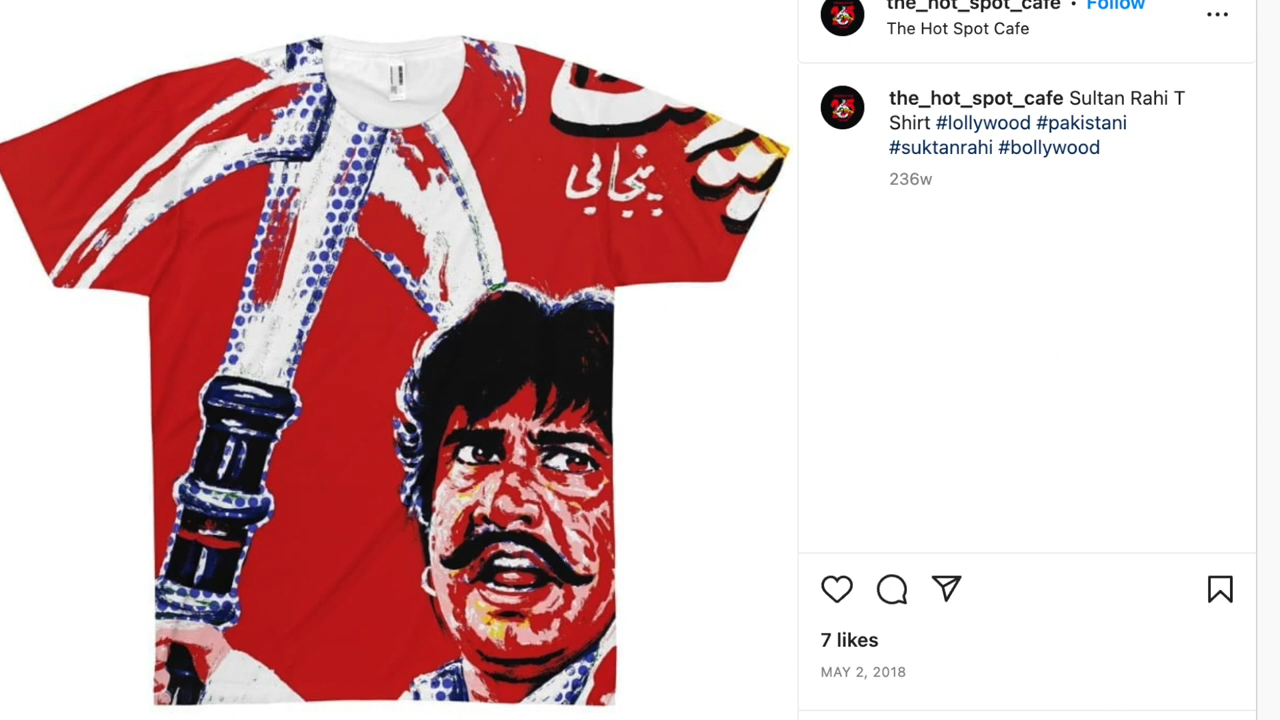 the_hot_spot_cafe • Follow
The Hot Spot Cafe
the_hot_spot_cafe Sultan Rahi T
Shirt #lollywood #pakistani
#suktanrahi #bollywood
236w
پنجابی
7 likes
MAY 2, 2018